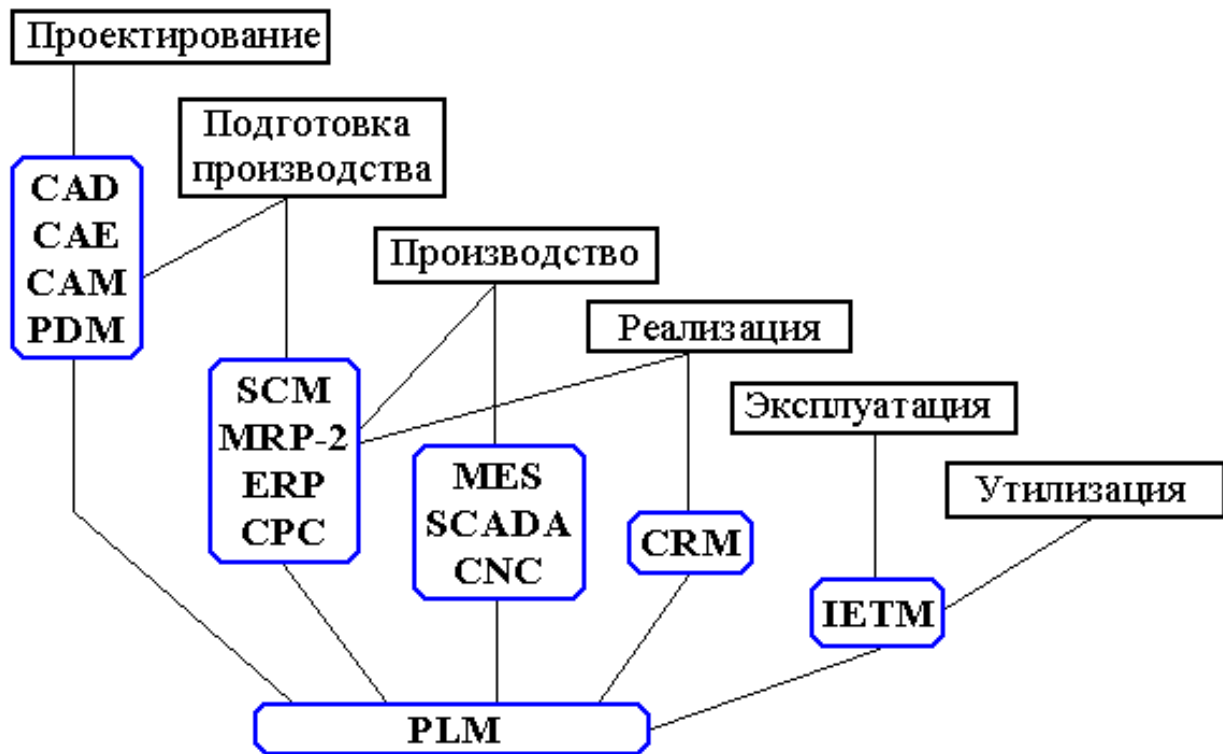 Проектирование
Подготовка
производства
CAD
CAE
CAM
PDM
Производство
Реализация
SCM
MRP-2
ERP
CPC
Эксплуатация
MES
SCADA
CNC
Утилизация
CRM
IETM
PLM